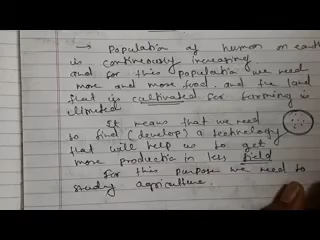 → Population of human on earth
is continuously increasing
and for this population we need
more and more food. and the land
that is cultivated for farming is
limited
It means that we need
to find (develop) a technology
that will help us to get
more production in less field
For this purpose we need to
study agriculture.